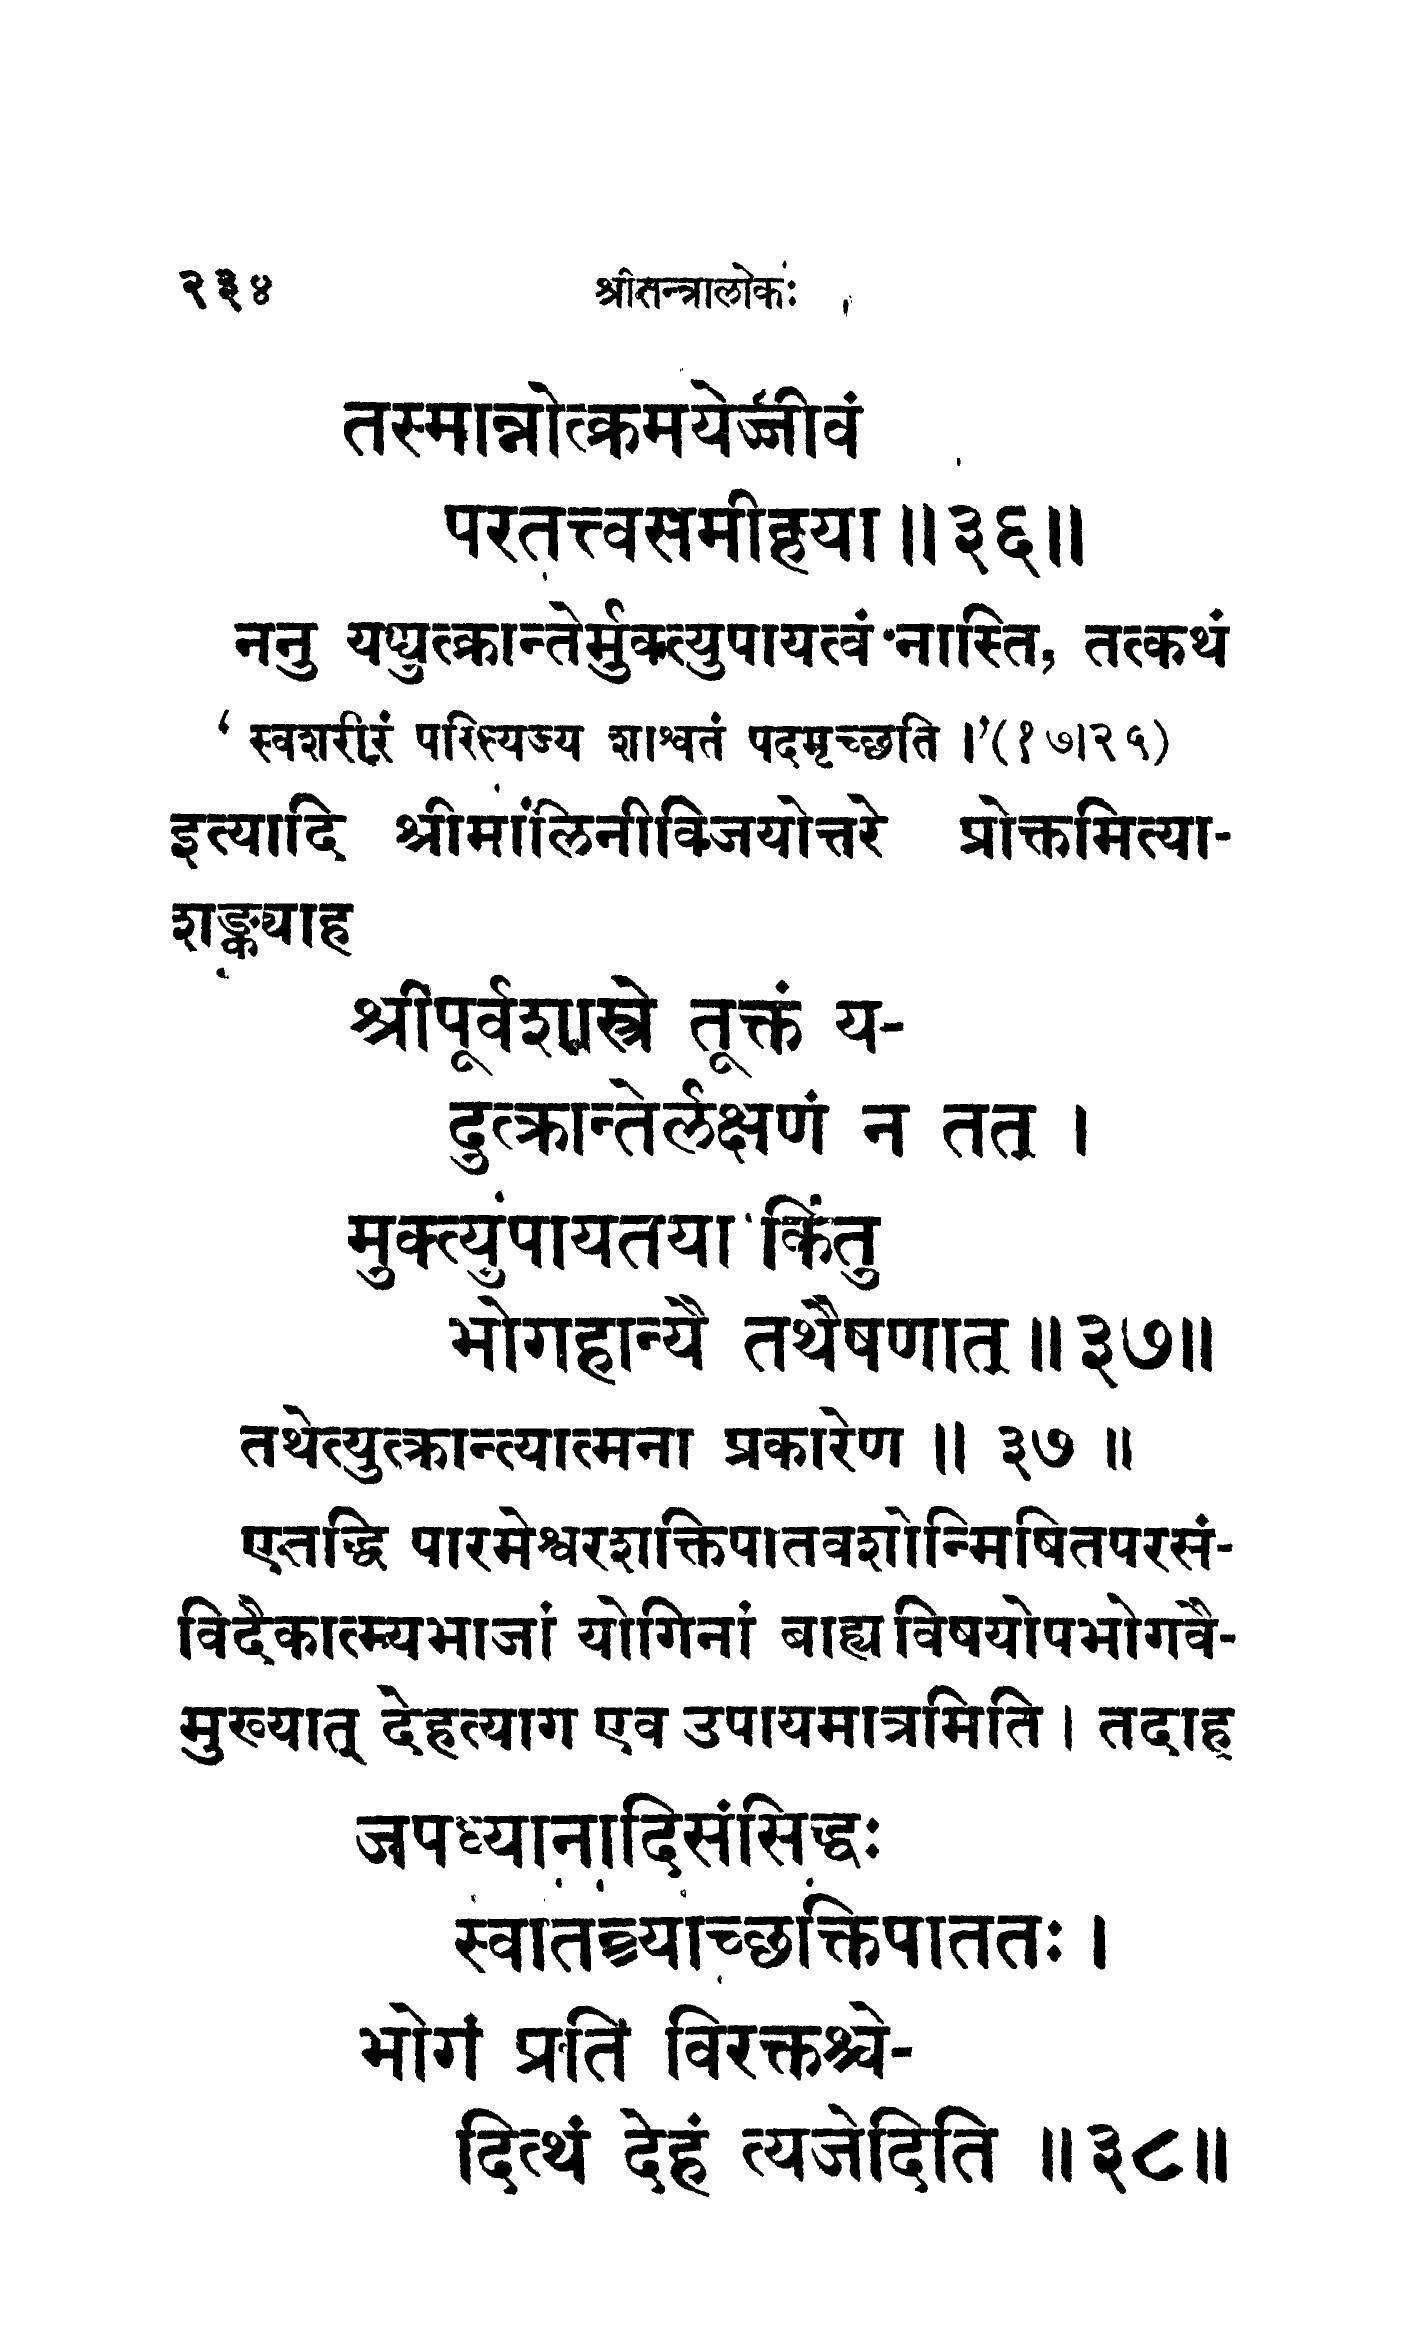 २३४ श्रीतन्त्रालोकः
तस्मान्नोत्क्रमयेज्जीवं
परतत्त्वसमीहया ॥ ३६ ॥
ननु यद्युत्क्रान्तेर्मुक्त्युपायत्वं नास्ति, तत्कथं
‘ स्वशरीरं परित्यज्य शाश्वतं पदमृच्छति ।’ (१७।२५)
इत्यादि श्रीमालिनीविजयोत्तरे प्रोक्तमित्या-
शङ्क्याह
श्रीपूर्वशास्त्रे तूक्तं य-
दुत्क्रान्तेर्लक्षणं न तत् ।
मुक्त्युपायतया किंतु
भोगहान्यै तथैषणात् ॥ ३७ ॥
तथेत्युत्क्रान्त्यात्मना प्रकारेण ॥ ३७ ॥
एतद्धि पारमेश्वरशक्तिपातवशोन्मिषितपरसं-
विदैकात्म्यभाजां योगिनां बाह्यविषयोपभोगवै-
मुख्यात् देहत्याग एव उपायमात्रमिति । तदाह
जपध्यानादिसंसिद्धः
स्वातन्त्र्याच्छक्तिपाततः ।
भोगं प्रति विरक्तश्चे-
दित्थं देहं त्यजेदिति ॥ ३८ ॥